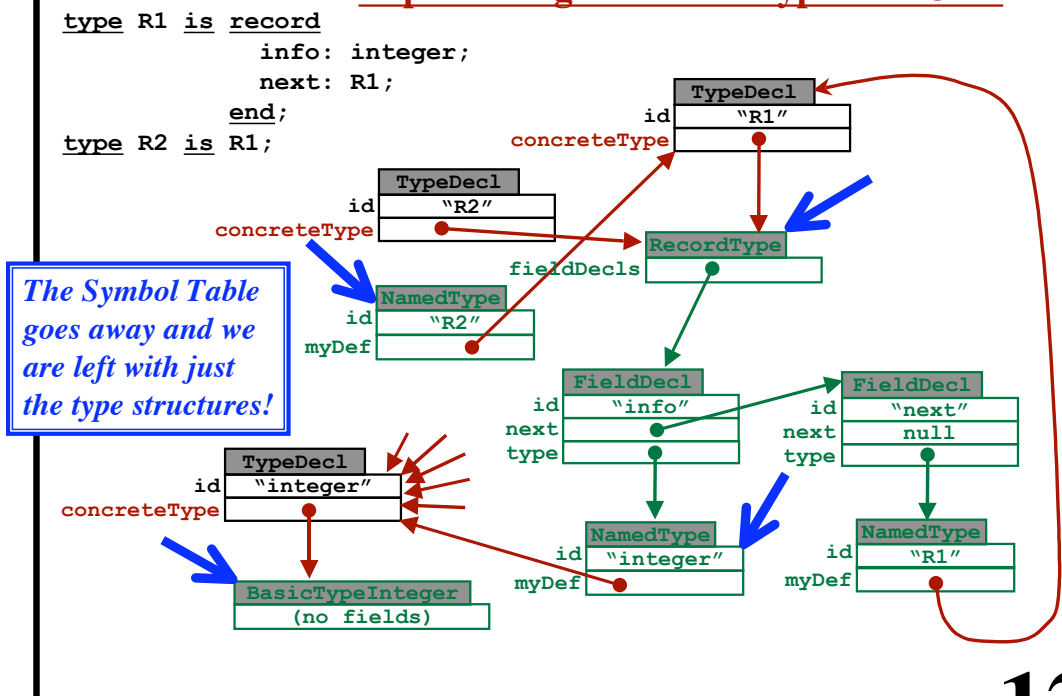 type R1 is record
info: integer;
next: R1;
end;
type R2 is R1;
TypeDecl
id "R1"
concreteType
TypeDecl
id "R2"
concreteType
RecordType
fieldDecls
The Symbol Table
goes away and we
are left with just
the type structures!
NamedType
id "R2"
myDef
FieldDecl
id "info"
next
type
FieldDecl
id "next"
next null
type
TypeDecl
id "integer"
concreteType
NamedType
id "integer"
myDef
NamedType
id "R1"
myDef
BasicTypeInteger
(no fields)